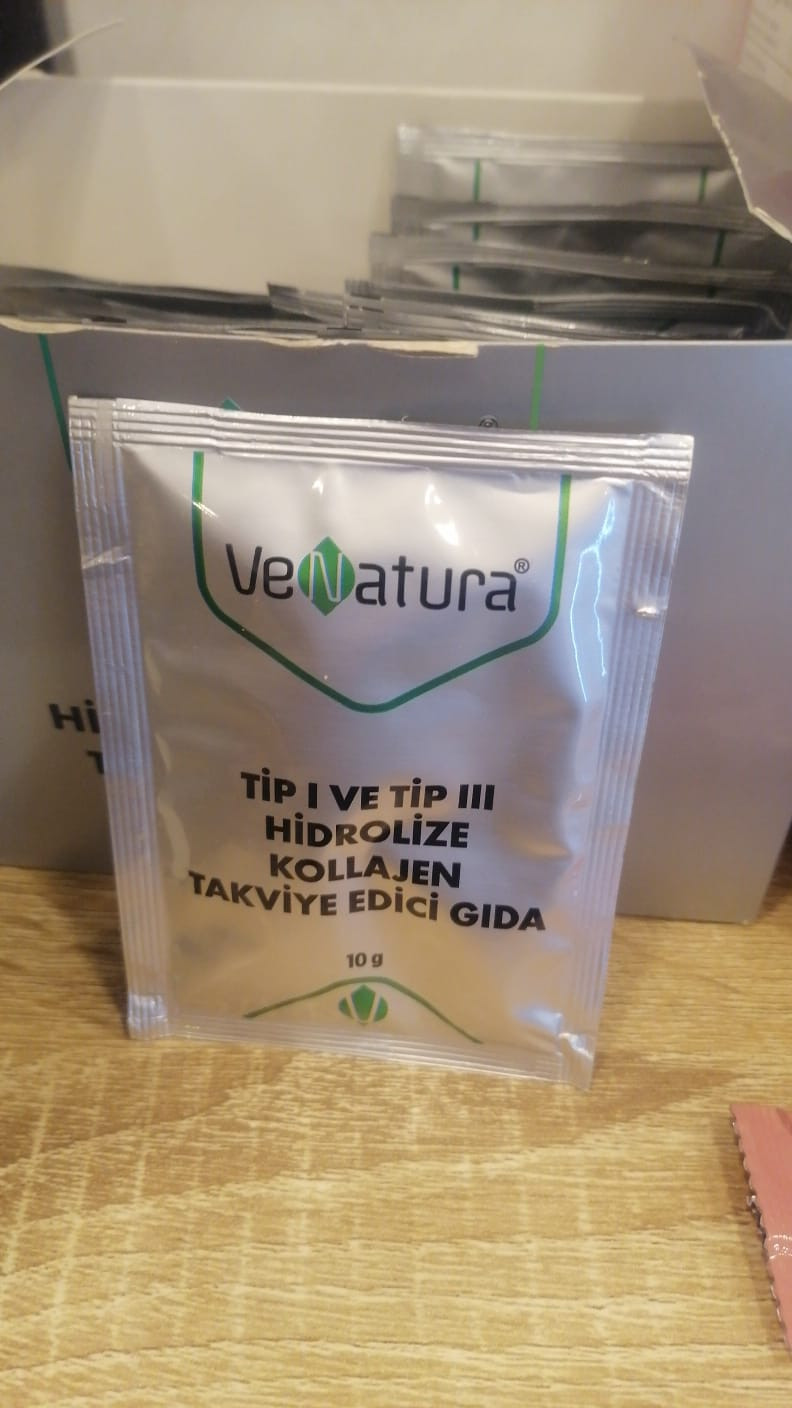 VeNatura®
TİP I VE TİP III
HİDROLİZE
KOLLAJEN
TAKVİYE EDİCİ GIDA
10 g